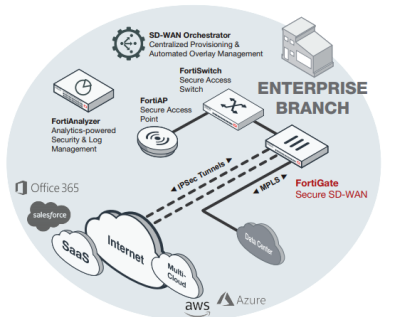 SD-WAN Orchestrator
Centralized Provisioning &
Automated Overlay Management
FortiSwitch
Secure Access
Switch
ENTERPRISE
BRANCH
FortiAP
Secure Access
Point
FortiAnalyzer
Analytics-powered
Security & Log
Management
IPSec Tunnels
MPLS
FortiGate
Secure SD-WAN
Office 365
salesforce
SaaS
Internet
Multi-
Cloud
Data Center
aws
Azure